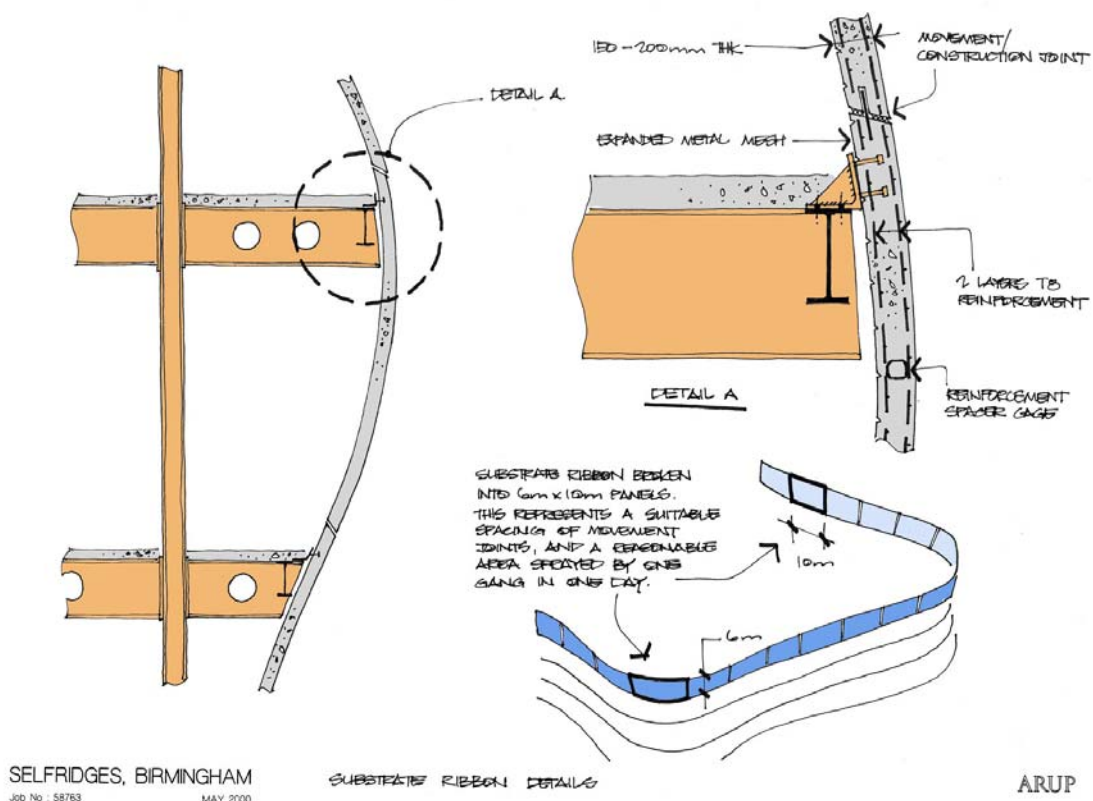 150-200mm THK
MOVEMENT/
CONSTRUCTION JOINT
DETAIL A.
EXPANDED METAL MESH
2 LAYERS TO
REINFORCEMENT
DETAIL A
REINFORCEMENT
SPACER CAGE
SUBSTRATE RIBBON BROKEN
INTO 6m x 10m PANELS.
THIS REPRESENTS A SUITABLE
SPACING OF MOVEMENT
JOINTS, AND A REASONABLE
AREA SPRAYED BY ONE
GANG IN ONE DAY.
10m
6m
SELFRIDGES, BIRMINGHAM
Job No : 58763
MAY 2000
SUBSTRATE RIBBON DETAILS
ARUP